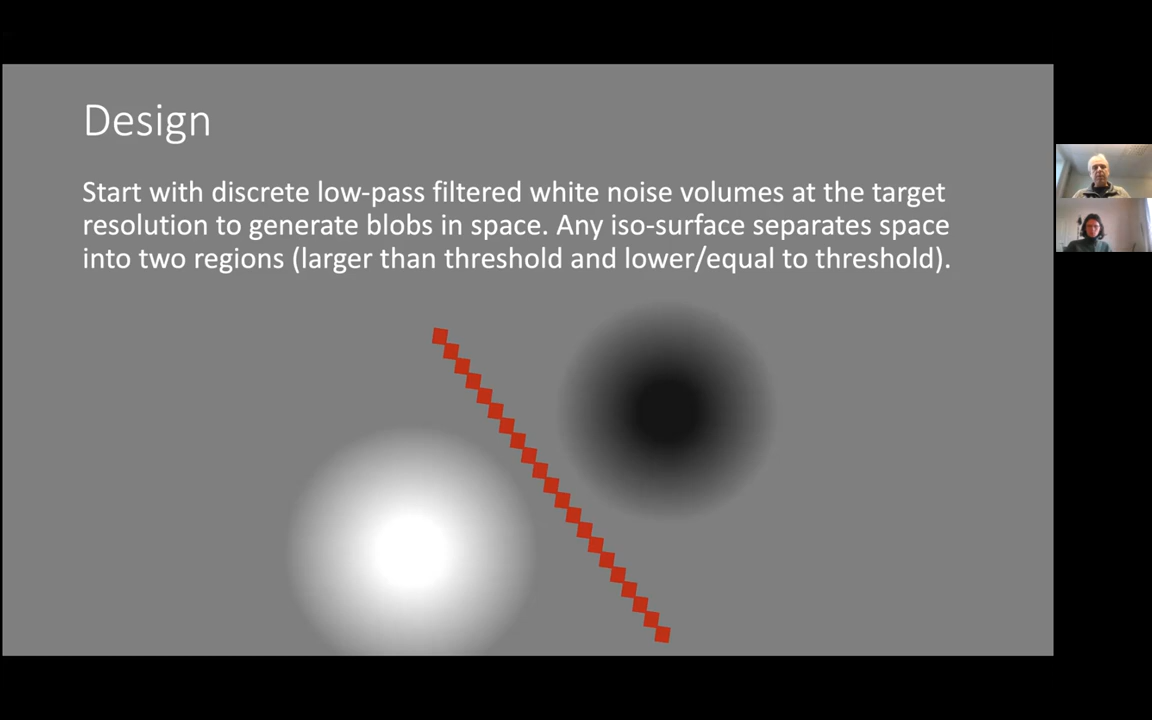 Design
Start with discrete low-pass filtered white noise volumes at the target
resolution to generate blobs in space. Any iso-surface separates space
into two regions (larger than threshold and lower/equal to threshold).